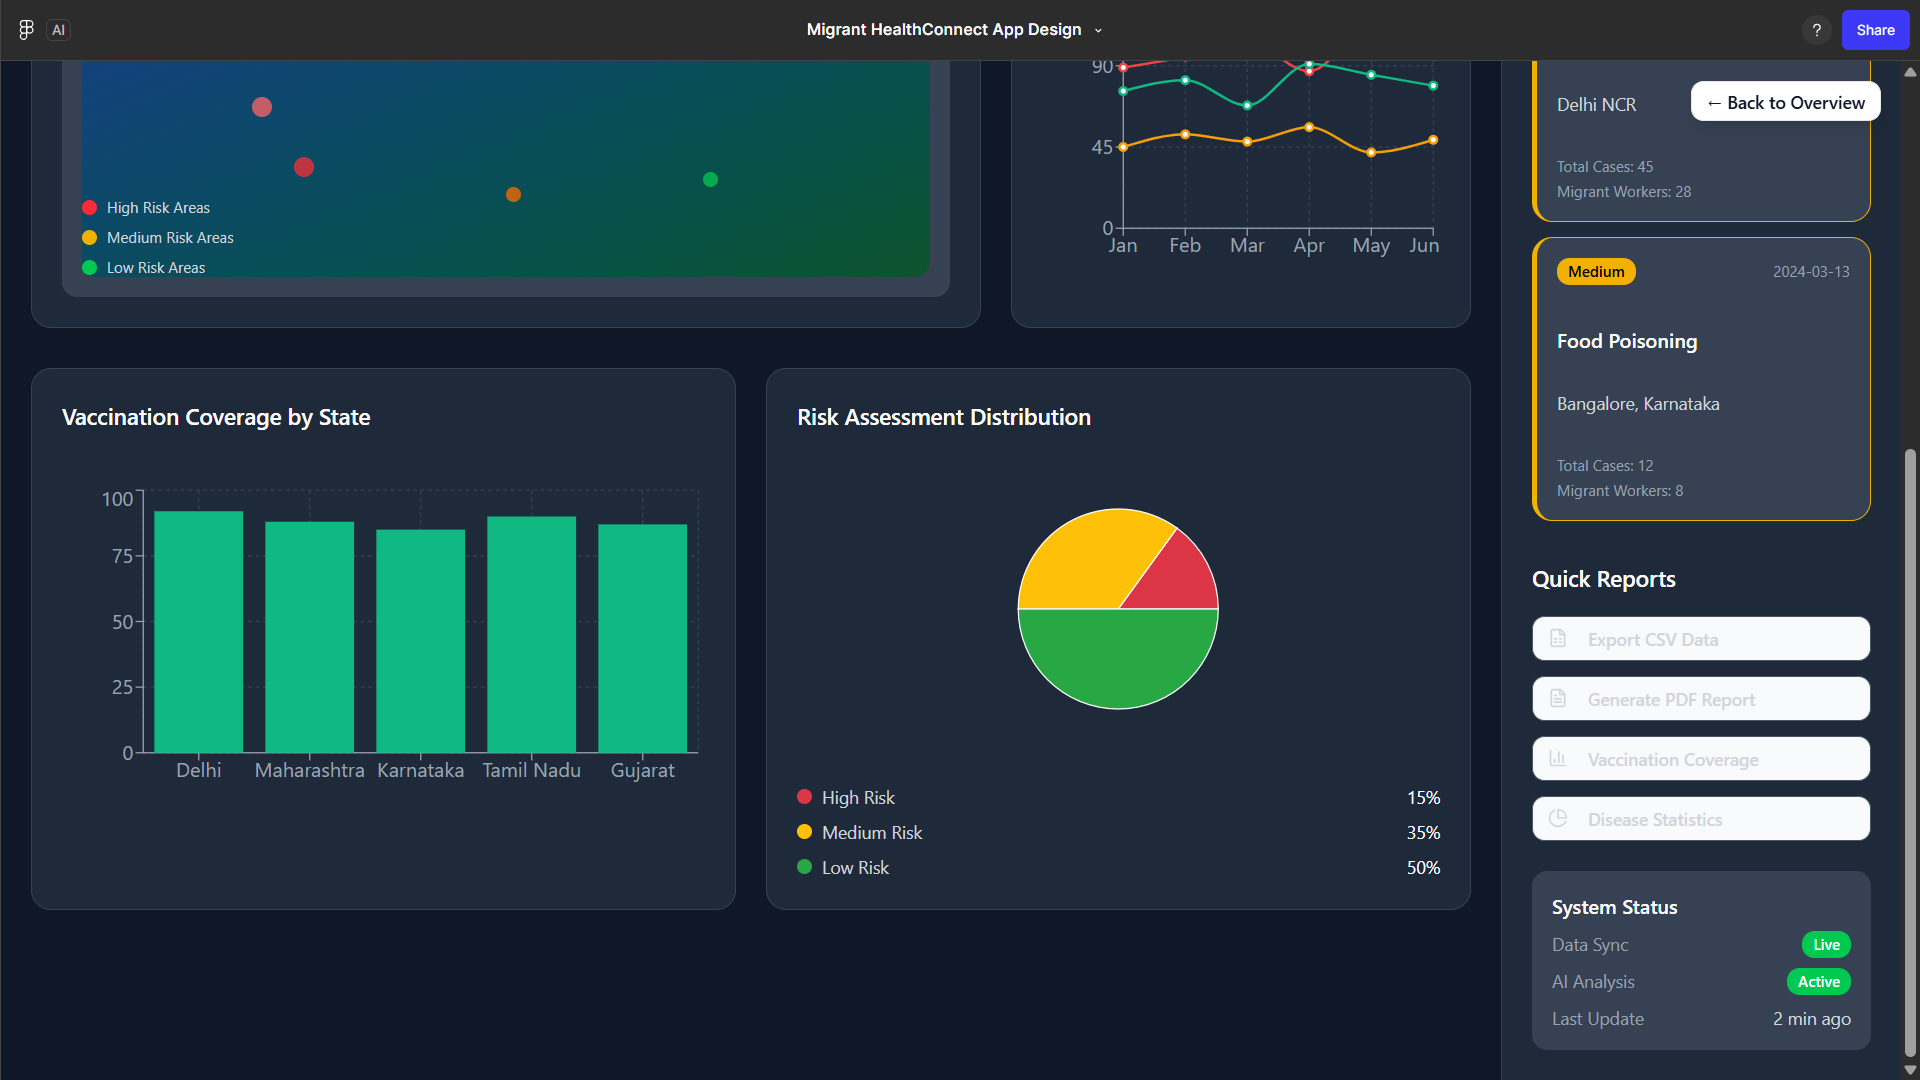 AI
Migrant HealthConnect App Design
?
Share
High Risk Areas
Medium Risk Areas
Low Risk Areas
90
45
0
Jan Feb Mar Apr May Jun
Delhi NCR
← Back to Overview
Total Cases: 45
Migrant Workers: 28
Medium
2024-03-13
Food Poisoning
Bangalore, Karnataka
Total Cases: 12
Migrant Workers: 8
Vaccination Coverage by State
100
75
50
25
0
Delhi Maharashtra Karnataka Tamil Nadu Gujarat
Risk Assessment Distribution
High Risk 15%
Medium Risk 35%
Low Risk 50%
Quick Reports
Export CSV Data
Generate PDF Report
Vaccination Coverage
Disease Statistics
System Status
Data Sync Live
AI Analysis Active
Last Update 2 min ago